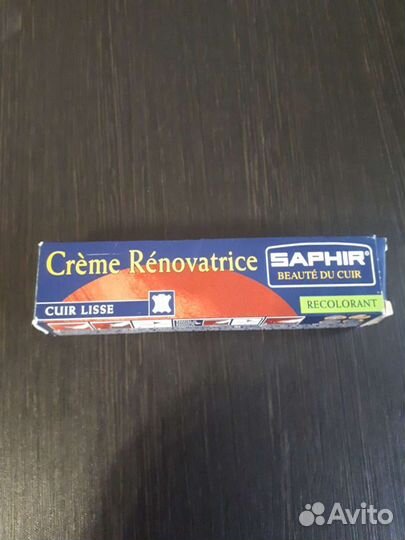 Crème Rénovatrice
SAPHIR®
BEAUTÉ DU CUIR
CUIR LISSE
RECOLORANT
Avito